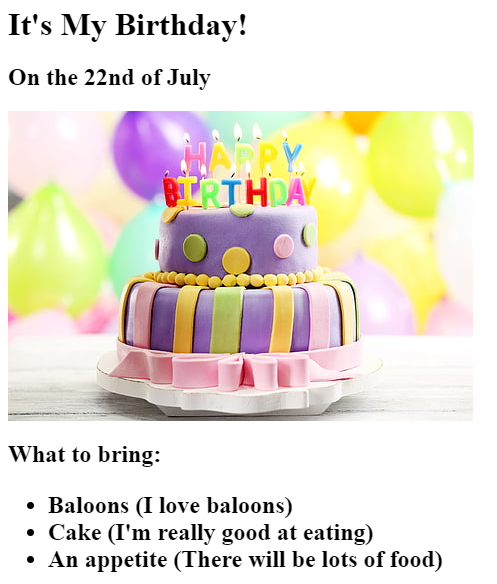 It's My Birthday!
On the 22nd of July
HAPPY
BIRTHDAY
What to bring:
• Baloons (I love baloons)
• Cake (I'm really good at eating)
• An appetite (There will be lots of food)